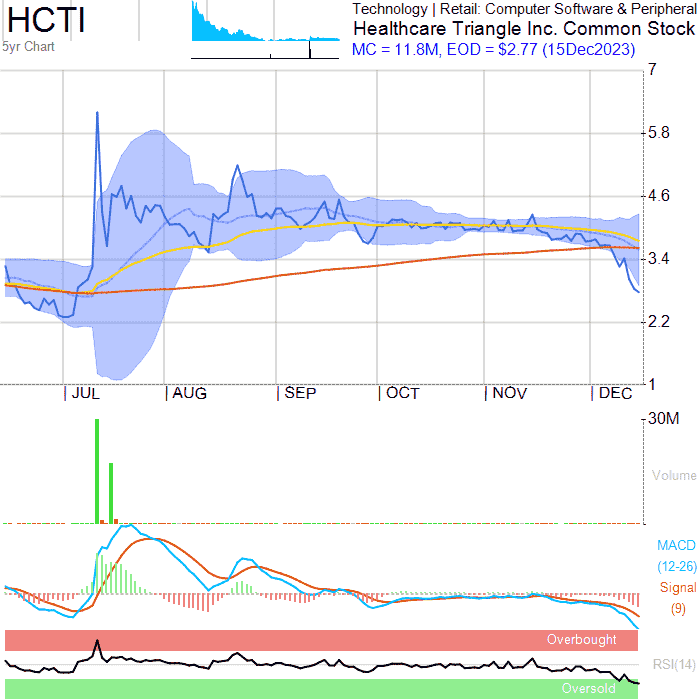 HCTI
5yr Chart
Technology | Retail: Computer Software & Peripheral
Healthcare Triangle Inc. Common Stock
MC = 11.8M, EOD = $2.77 (15Dec2023)
7
5.8
4.6
3.4
2.2
1
JUL AUG SEP OCT NOV DEC
30M
Volume
MACD
(12-26)
Signal
(9)
Overbought
RSI(14)
Oversold